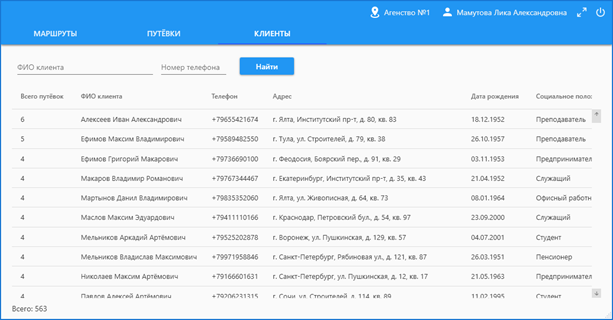 Агенство №1 Мамутова Лика Александровна
МАРШРУТЫ ПУТЁВКИ КЛИЕНТЫ
ФИО клиента Номер телефона Найти
Всего путёвок ФИО клиента Телефон Адрес Дата рождения Социальное полож
6 Алексеев Иван Александрович +79655421674 г. Ялта, Институтский пр-т, д. 80, кв. 83 18.12.1952 Преподаватель
5 Ефимов Максим Владимирович +79589482550 г. Тула, ул. Строителей, д. 79, кв. 38 26.10.1957 Преподаватель
4 Ефимов Григорий Макарович +79736690100 г. Феодосия, Боярский пер., д. 91, кв. 29 03.11.1953 Предпринимател
4 Макаров Владимир Романович +79767344467 г. Екатеринбург, Институтский пр-т, д. 35, кв. 43 21.04.1952 Служащий
4 Мартынов Данил Владимирович +79835352060 г. Ялта, ул. Живописная, д. 64, кв. 73 08.01.1964 Офисный работн
4 Маслов Максим Эдуардович +79411110166 г. Краснодар, Петровский бул., д. 54, кв. 97 23.09.2000 Служащий
4 Мельников Аркадий Артёмович +79525202878 г. Воронеж, ул. Пушкинская, д. 129, кв. 57 04.07.2001 Студент
4 Мельников Владислав Максимович +79971958846 г. Санкт-Петербург, Рябиновая ул., д. 121, кв. 87 26.03.1951 Пенсионер
4 Николаев Максим Артёмович +79166601631 г. Санкт-Петербург, ул. Пушкинская, д. 12, кв. 17 21.05.1963 Предпринимател
4 Павлов Алексей Артёмович +79206231315 г. Сочи, ул. Строителей, д. 114, кв. 89 11.02.1995 Студент
Всего: 563